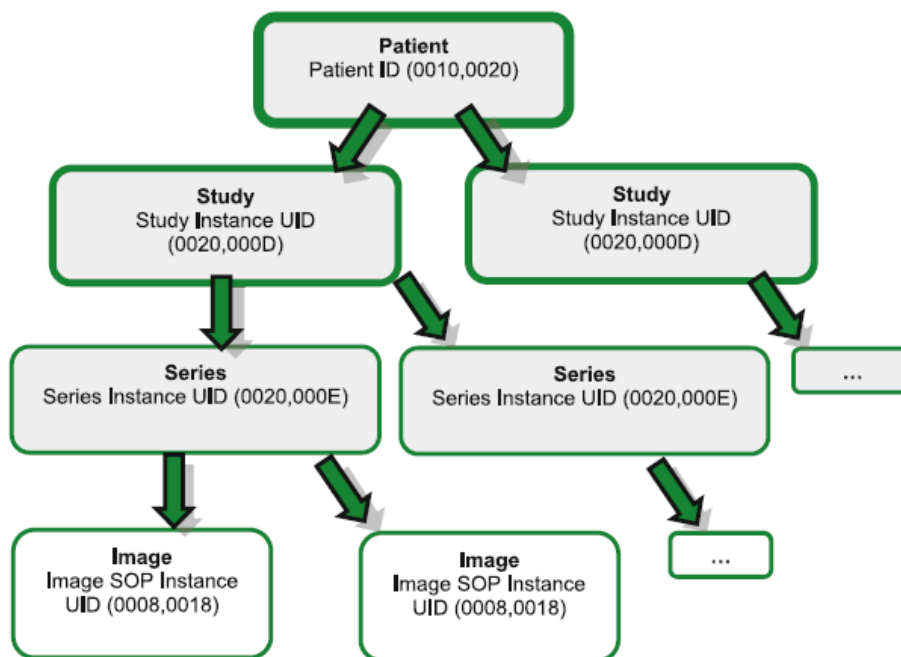 Patient
Patient ID (0010,0020)
Study
Study Instance UID
(0020,000D)
Study
Study Instance UID
(0020,000D)
Series
Series Instance UID (0020,000E)
Series
Series Instance UID (0020,000E)
...
Image
Image SOP Instance
UID (0008,0018)
Image
Image SOP Instance
UID (0008,0018)
...